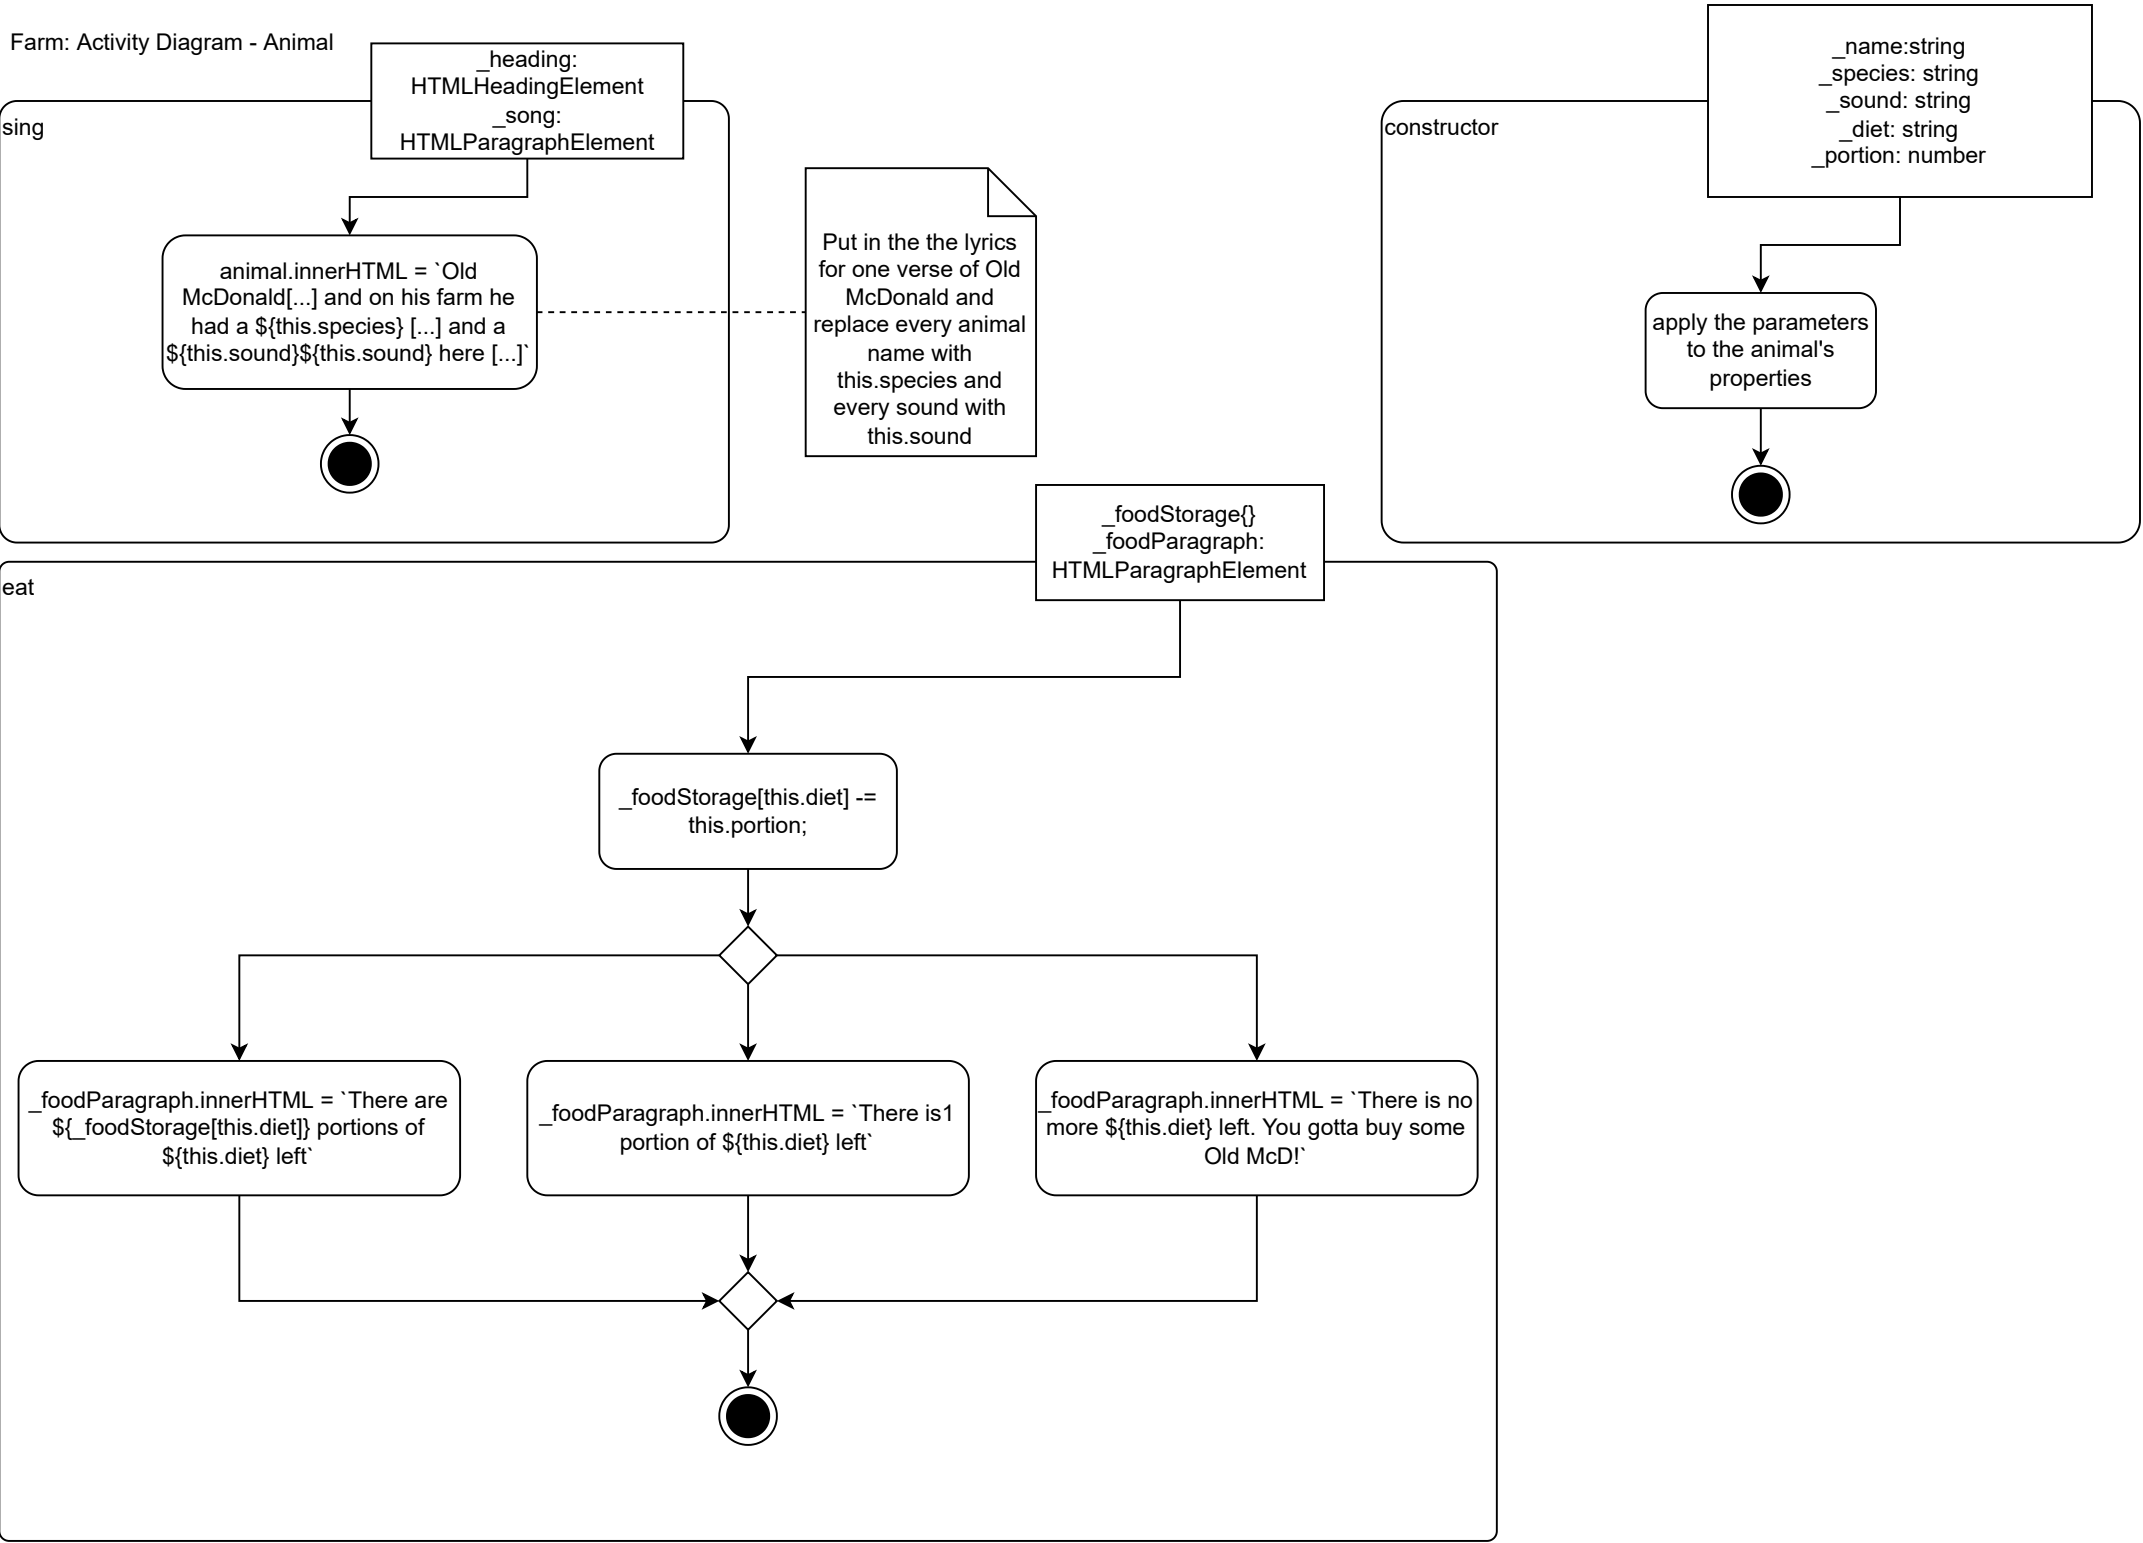 Farm: Activity Diagram - Animal
_heading:
HTMLHeadingElement
_song:
HTMLParagraphElement
sing
animal.innerHTML = `Old
McDonald[...] and on his farm he
had a ${this.species} [...] and a
${this.sound}${this.sound} here [...]`
Put in the the lyrics
for one verse of Old
McDonald and
replace every animal
name with
this.species and
every sound with
this.sound
_name:string
_species: string
_sound: string
_diet: string
_portion: number
constructor
apply the parameters
to the animal's
properties
_foodStorage{}
_foodParagraph:
HTMLParagraphElement
eat
_foodStorage[this.diet] -=
this.portion;
_foodParagraph.innerHTML = `There are
${_foodStorage[this.diet]} portions of
${this.diet} left`
_foodParagraph.innerHTML = `There is1
portion of ${this.diet} left`
_foodParagraph.innerHTML = `There is no
more ${this.diet} left. You gotta buy some
Old McD!`